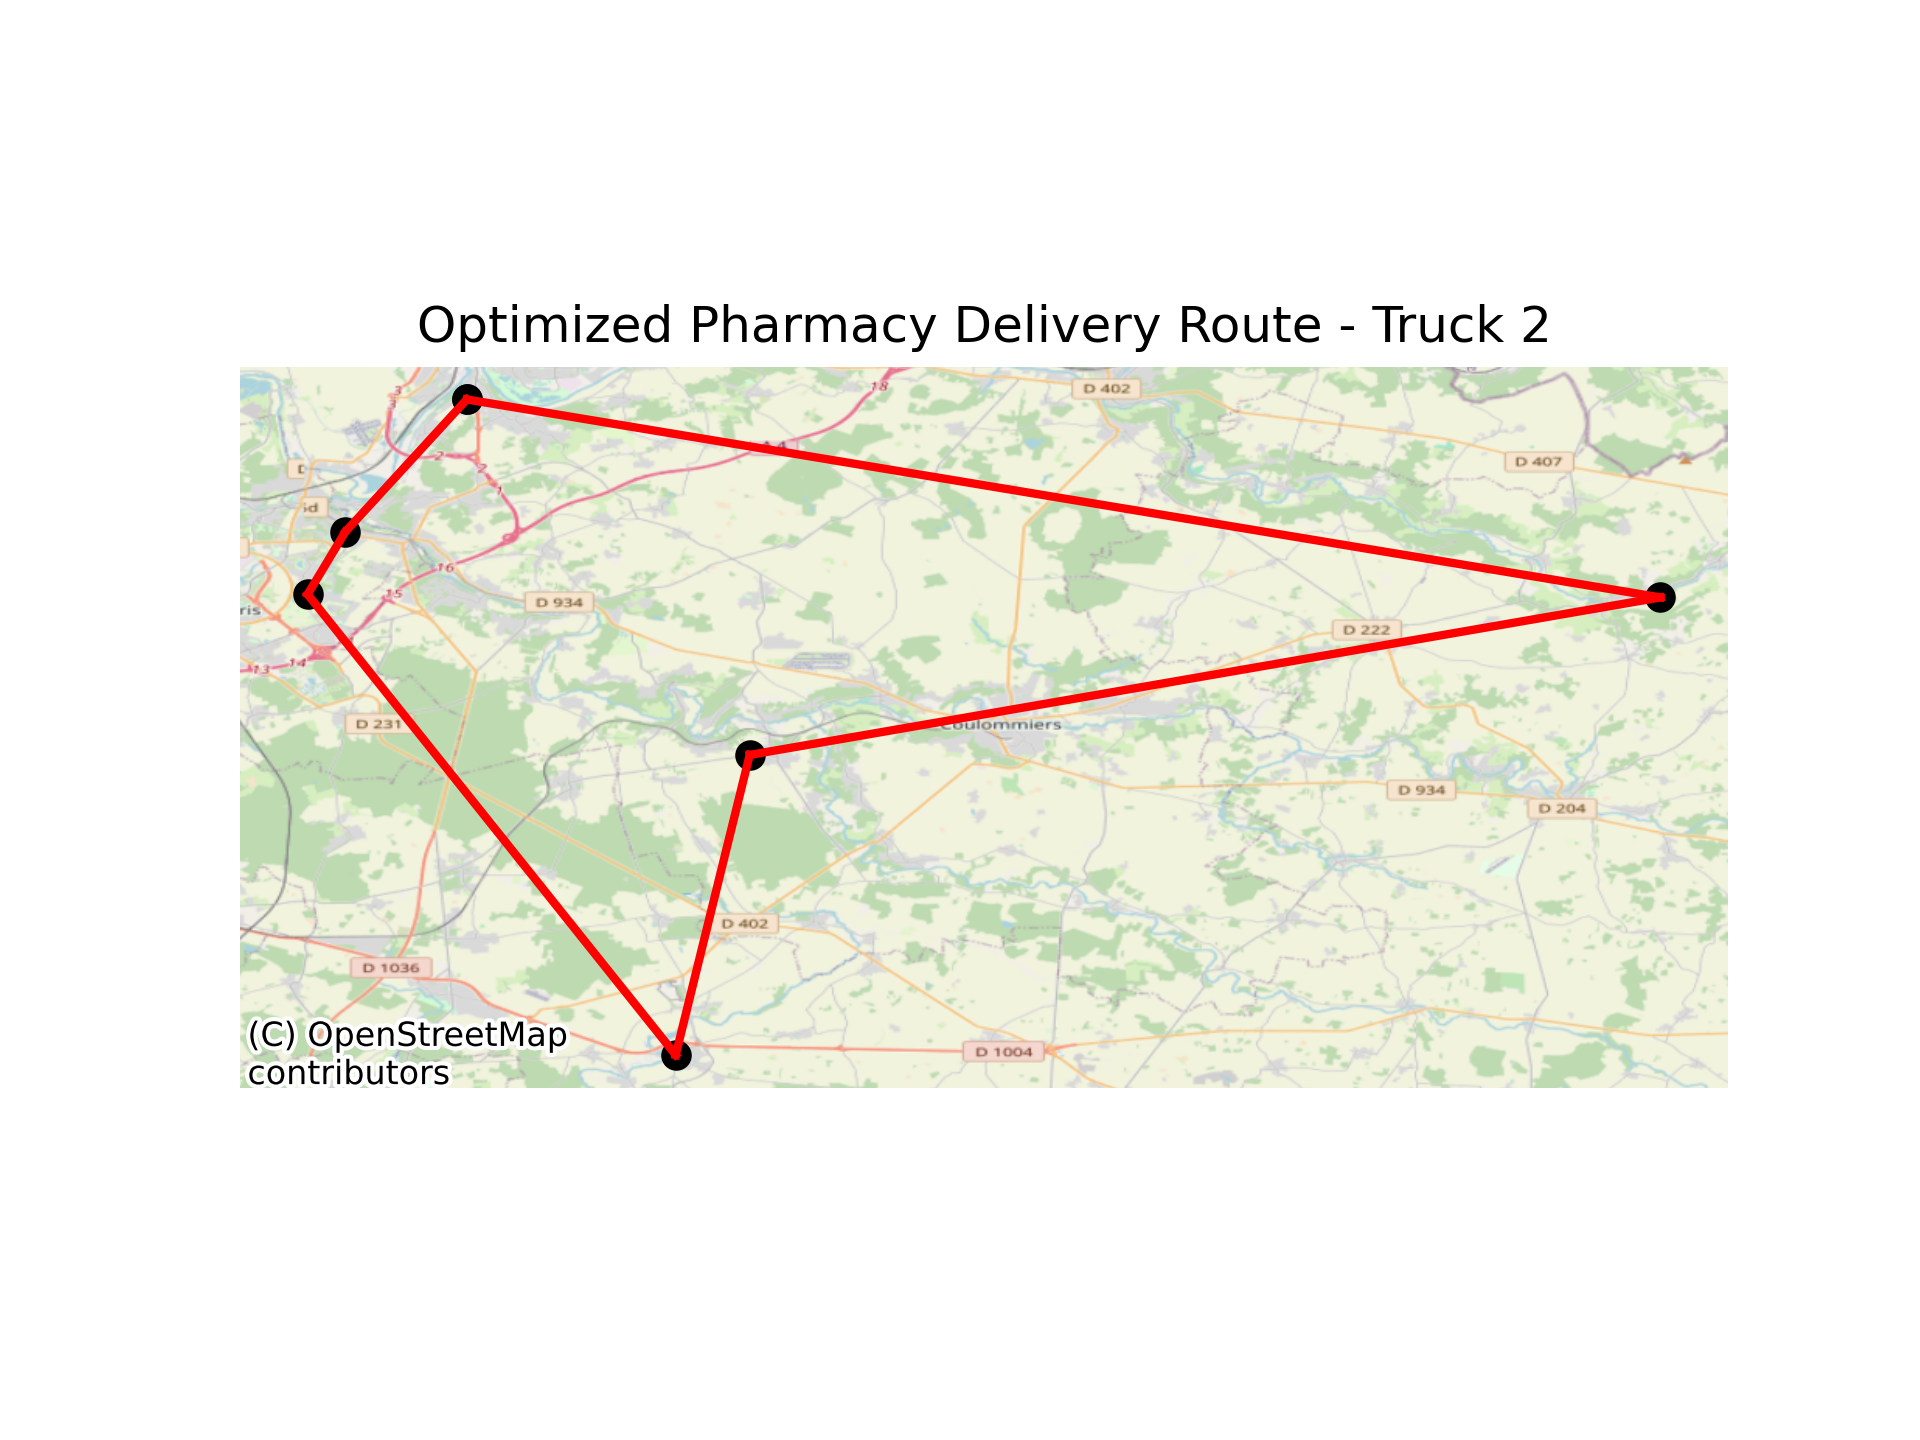 Optimized Pharmacy Delivery Route - Truck 2
3
3
18
D 402
A 4
2
2
D 407
1
16
15
D 934
D 222
14
13
D 231
Coulommiers
D 934
D 204
D 402
D 1036
D 1004
(C) OpenStreetMap
contributors